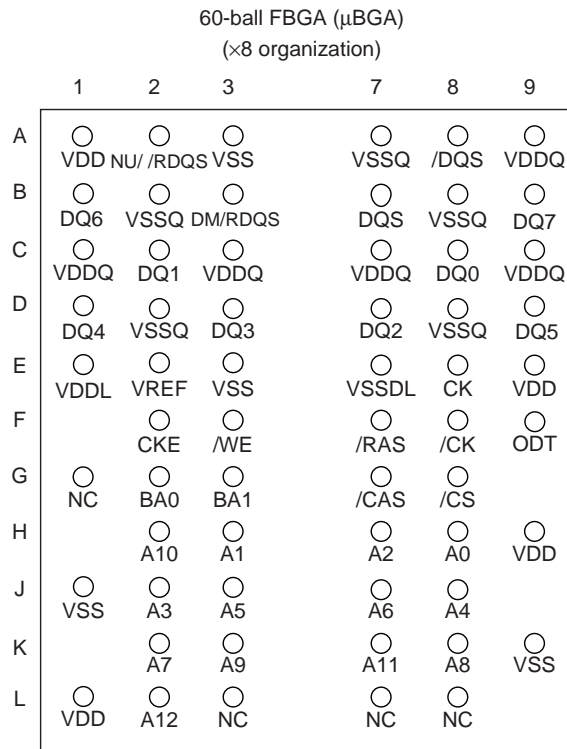 60-ball FBGA (μBGA)
(×8 organization)
1 2 3 7 8 9
A
VDD NU/ /RDQS VSS VSSQ /DQS VDDQ
B
DQ6 VSSQ DM/RDQS DQS VSSQ DQ7
C
VDDQ DQ1 VDDQ VDDQ DQ0 VDDQ
D
DQ4 VSSQ DQ3 DQ2 VSSQ DQ5
E
VDDL VREF VSS VSSDL CK VDD
F
CKE /WE /RAS /CK ODT
G
NC BA0 BA1 /CAS /CS
H
A10 A1 A2 A0 VDD
J
VSS A3 A5 A6 A4
K
A7 A9 A11 A8 VSS
L
VDD A12 NC NC NC